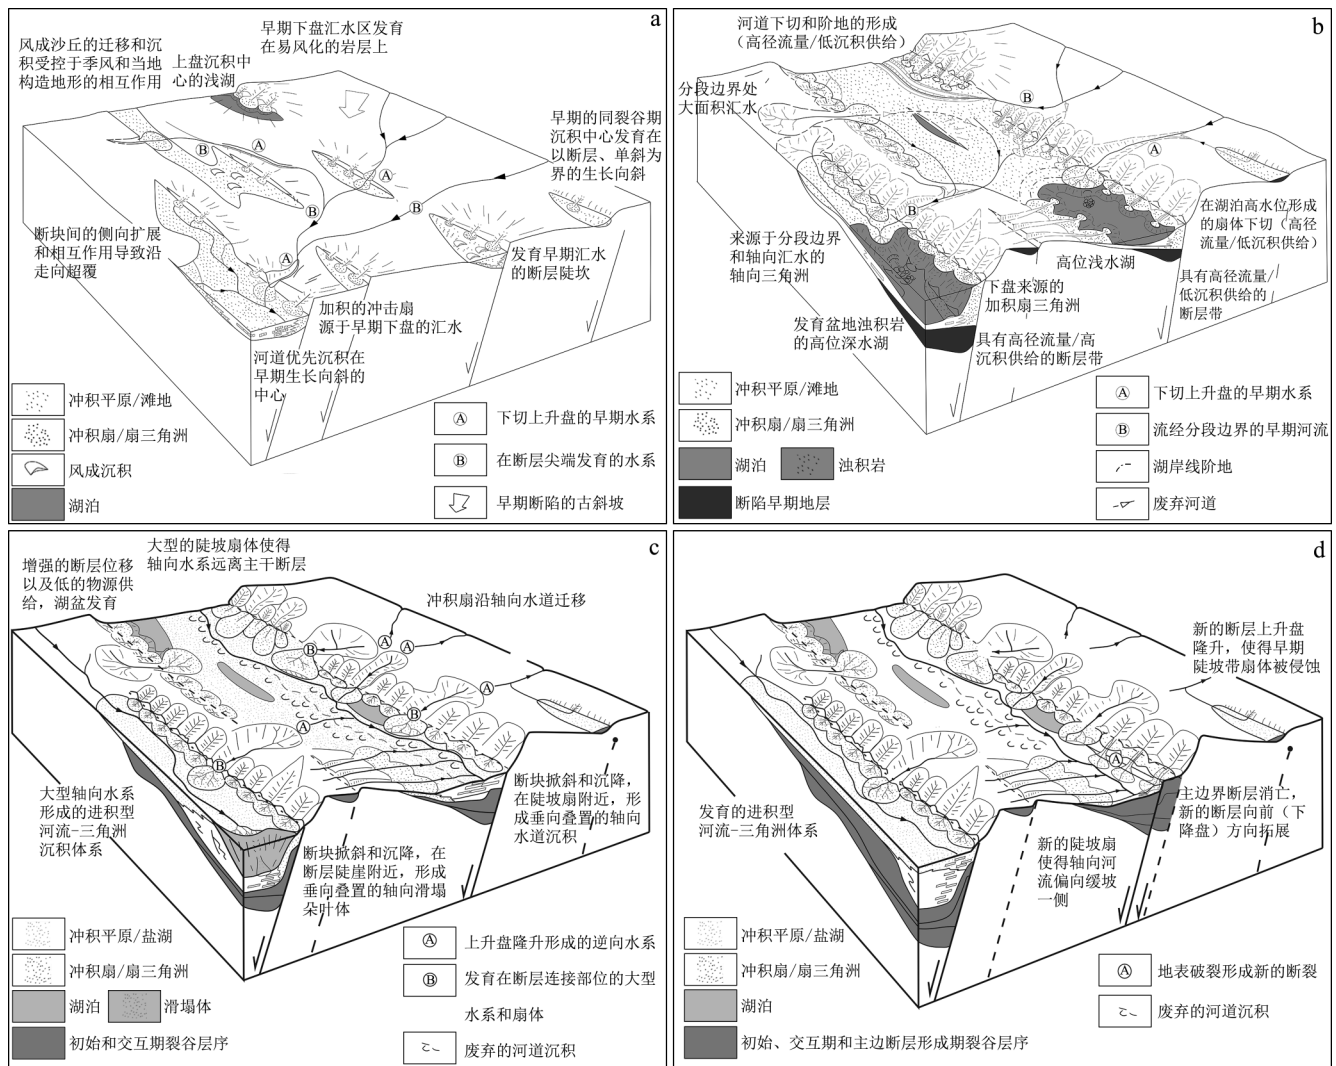 a
早期下盘汇水区发育
在易风化的岩层上
风成沙丘的迁移和沉
积受控于季风和当地
构造地形的相互作用
上盘沉积中
心的浅湖
早期的同裂谷期
沉积中心发育在
以断层、单斜为
界的生长向斜
B
A
A
B
B
A
断块间的侧向扩展
和相互作用导致沿
走向超覆
发育早期汇水
的断层陡坎
加积的冲击扇
源于早期下盘的汇水
河道优先沉积在
早期生长向斜的
中心
冲积平原/滩地
冲积扇/扇三角洲
风成沉积
湖泊
A 下切上升盘的早期水系
B 在断层尖端发育的水系
早期断陷的古斜坡
b
河道下切和阶地的形成
（高径流量/低沉积供给）
分段边界处
大面积汇水
B
A
B
在湖泊高水位形成
的扇体下切（高径
流量/低沉积供给）
来源于分段边界
和轴向汇水的
轴向三角洲
高位浅水湖
具有高径流量/
低沉积供给的
断层带
下盘来源的
加积扇三角洲
发育盆地浊积岩
的高位深水湖
具有高径流量/高
沉积供给的断层带
冲积平原/滩地
冲积扇/扇三角洲
湖泊
浊积岩
断陷早期地层
A 下切上升盘的早期水系
B 流经分段边界的早期河流
湖岸线阶地
废弃河道
c
大型的陡坡扇体使得
轴向水系远离主干断层
增强的断层位移
以及低的物源供
给，湖盆发育
冲积扇沿轴向水道迁移
B
A
A
A
B
A
B
大型轴向水系
形成的进积型
河流-三角洲
沉积体系
断块掀斜和沉降，
在陡坡扇附近，形
成垂向叠置的轴向
水道沉积
断块掀斜和沉降，在
断层陡崖附近，形成
垂向叠置的轴向滑塌
朵叶体
冲积平原/盐湖
冲积扇/扇三角洲
湖泊
滑塌体
初始和交互期裂谷层序
A 上升盘隆升形成的逆向水系
B 发育在断层连接部位的大型
水系和扇体
废弃的河道沉积
d
新的断层上升盘
隆升，使得早期
陡坡带扇体被侵蚀
A
发育的进积型
河流-三角洲体系
主边界断层消亡，
新的断层向前（下
降盘）方向拓展
新的陡坡扇
使得轴向河
流偏向缓坡
一侧
冲积平原/盐湖
冲积扇/扇三角洲
湖泊
初始、交互期和主边断层形成期裂谷层序
A 地表破裂形成新的断裂
废弃的河道沉积